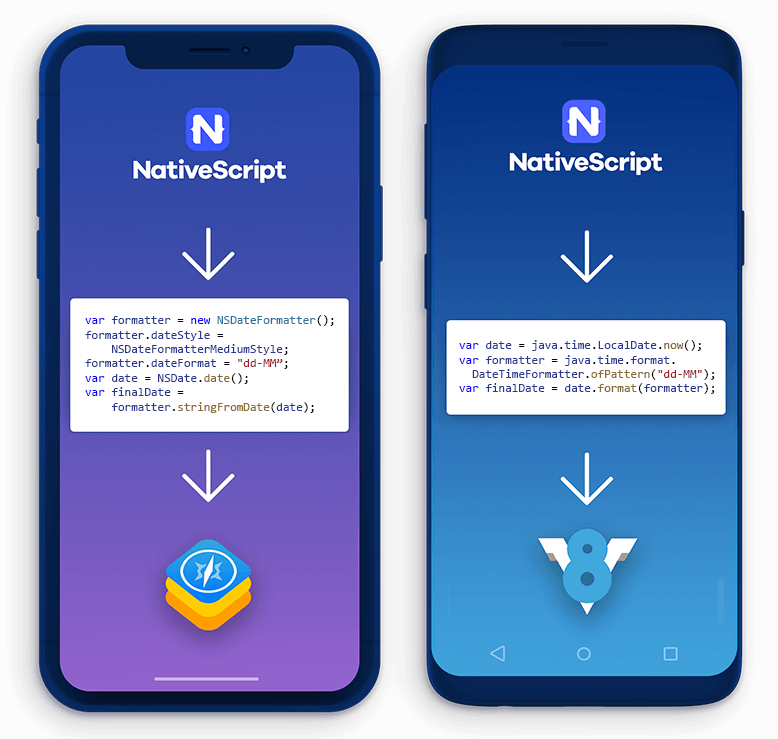 NativeScript
var formatter = new NSDateFormatter();
formatter.dateStyle =
    NSDateFormatterMediumStyle;
formatter.dateFormat = "dd-MM”;
var date = NSDate.date();
var finalDate =
    formatter.stringFromDate(date);
NativeScript
var date = java.time.LocalDate.now();
var formatter = java.time.format.
  DateTimeFormatter.ofPattern("dd-MM");
var finalDate = date.format(formatter);
8